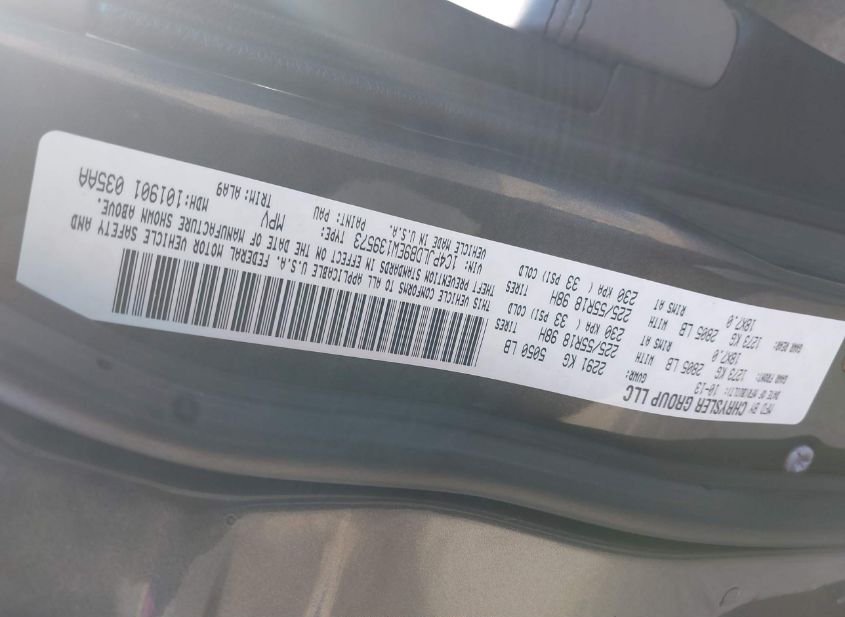 MFD BY CHRYSLER GROUP LLC
DATE OF MFR/BUILT: 10-13 GVWR: 2291 KG 5050 LB
GAWR FRONT: 1273 KG 2805 LB WITH TIRES
18X7.0 RIMS AT 225/55R18 98H
230 KPA( 33 PSI) COLD
GAWR REAR: 1273 KG 2805 LB WITH TIRES
18X7.0 RIMS AT 225/55R18 98H
230 KPA( 33 PSI) COLD
THIS VEHICLE CONFORMS TO ALL APPLICABLE U.S.A. FEDERAL MOTOR VEHICLE SAFETY AND
THEFT PREVENTION STANDARDS IN EFFECT ON THE DATE OF MANUFACTURE SHOWN ABOVE.
VIN: TYPE: MPV MDH:101901 035AA
VEHICLE MADE IN U.S.A. PAINT: PAU TRIM: ALA9